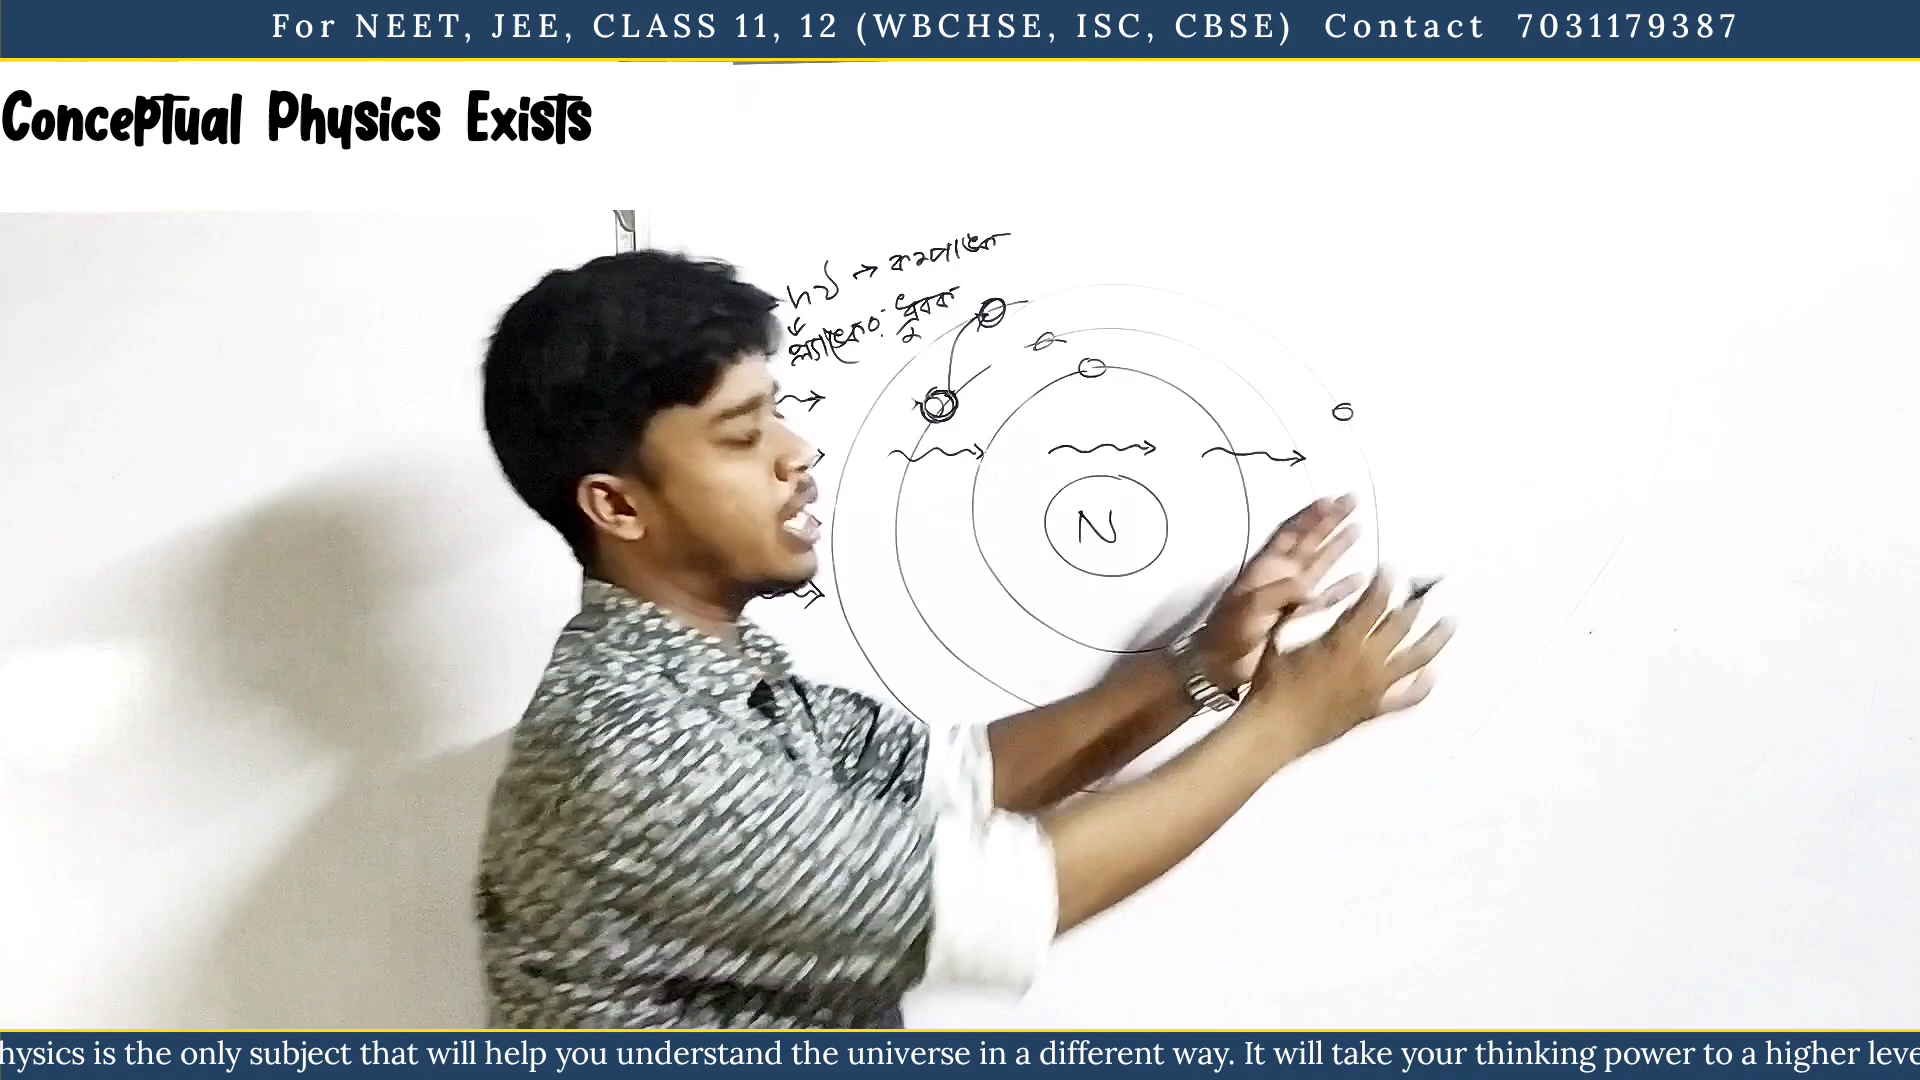 For NEET, JEE, CLASS 11, 12 (WBCHSE, ISC, CBSE) Contact 7031179387
Conceptual Physics Exists
hν → কম্পাঙ্ক
প্ল্যাঙ্কের ধ্রুবক
N
hysics is the only subject that will help you understand the universe in a different way. It will take your thinking power to a higher leve